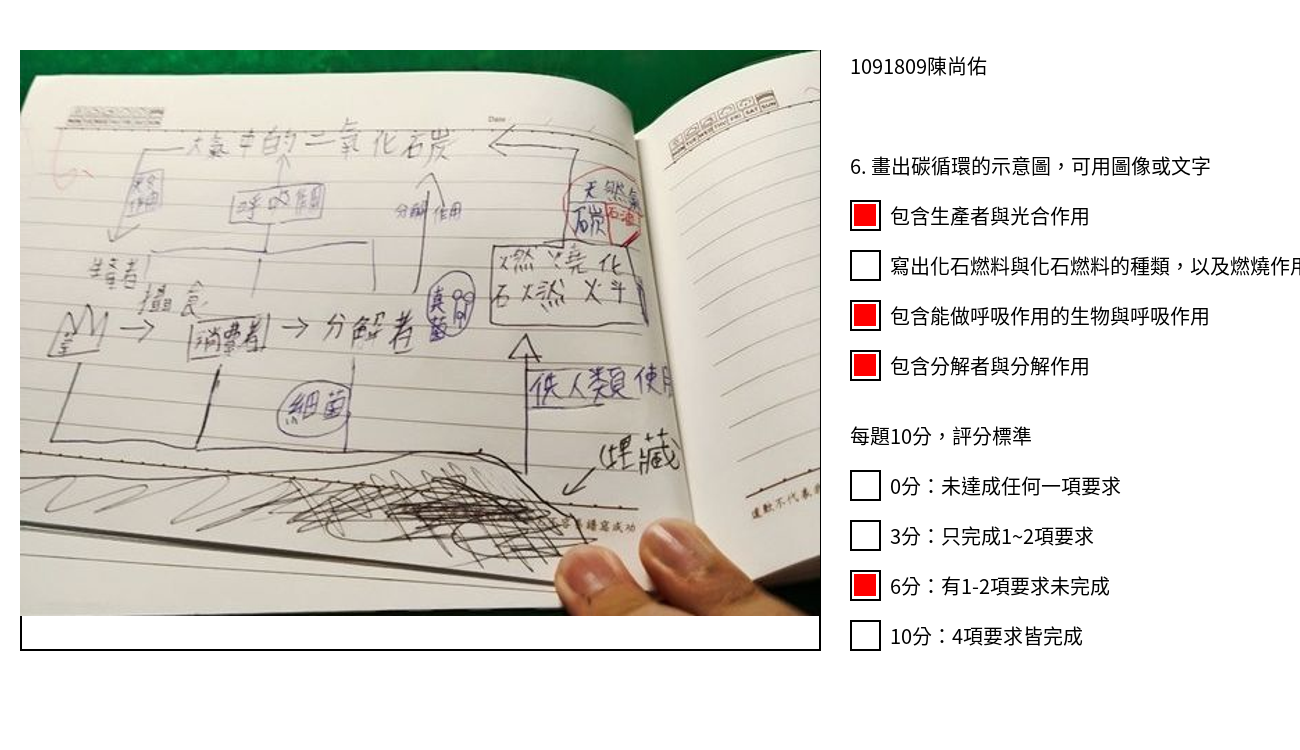 Date
大氣中的二氧化碳
光合
作用
呼吸作用
分解作用
天然氣
石炭
石油
燃燒化
石燃料
生產者
攝食
草
消費者
分解者
真菌
細菌
供人類使用
埋藏
1091809陳尚佑
6. 畫出碳循環的示意圖，可用圖像或文字
包含生產者與光合作用
寫出化石燃料與化石燃料的種類，以及燃燒作用
包含能做呼吸作用的生物與呼吸作用
包含分解者與分解作用
每題10分，評分標準
0分：未達成任何一項要求
3分：只完成1~2項要求
6分：有1-2項要求未完成
10分：4項要求皆完成